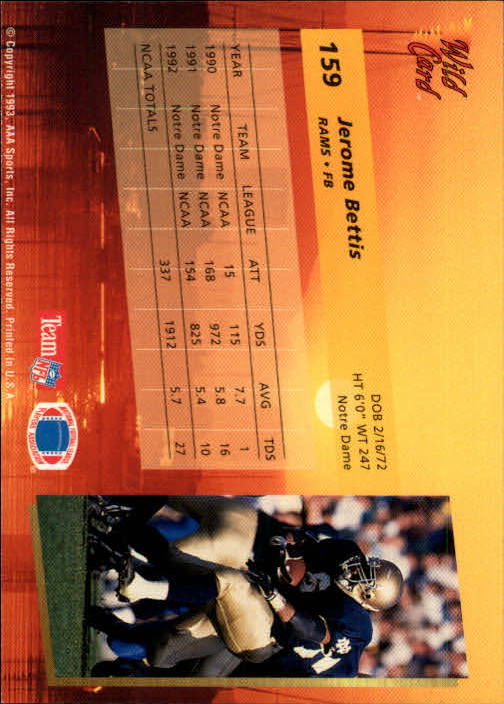 Wild
Card
159 Jerome Bettis
RAMS • FB
DOB 2/16/72
HT 6'0" WT 247
Notre Dame
YEAR TEAM LEAGUE ATT YDS AVG TDS
1990 Notre Dame NCAA 15 115 7.7 1
1991 Notre Dame NCAA 168 972 5.8 16
1992 Notre Dame NCAA 154 825 5.4 10
NCAA TOTALS 337 1912 5.7 27
Team NFL
© Copyright 1993, AAA Sports, Inc. All Rights Reserved. Printed in U.S.A.